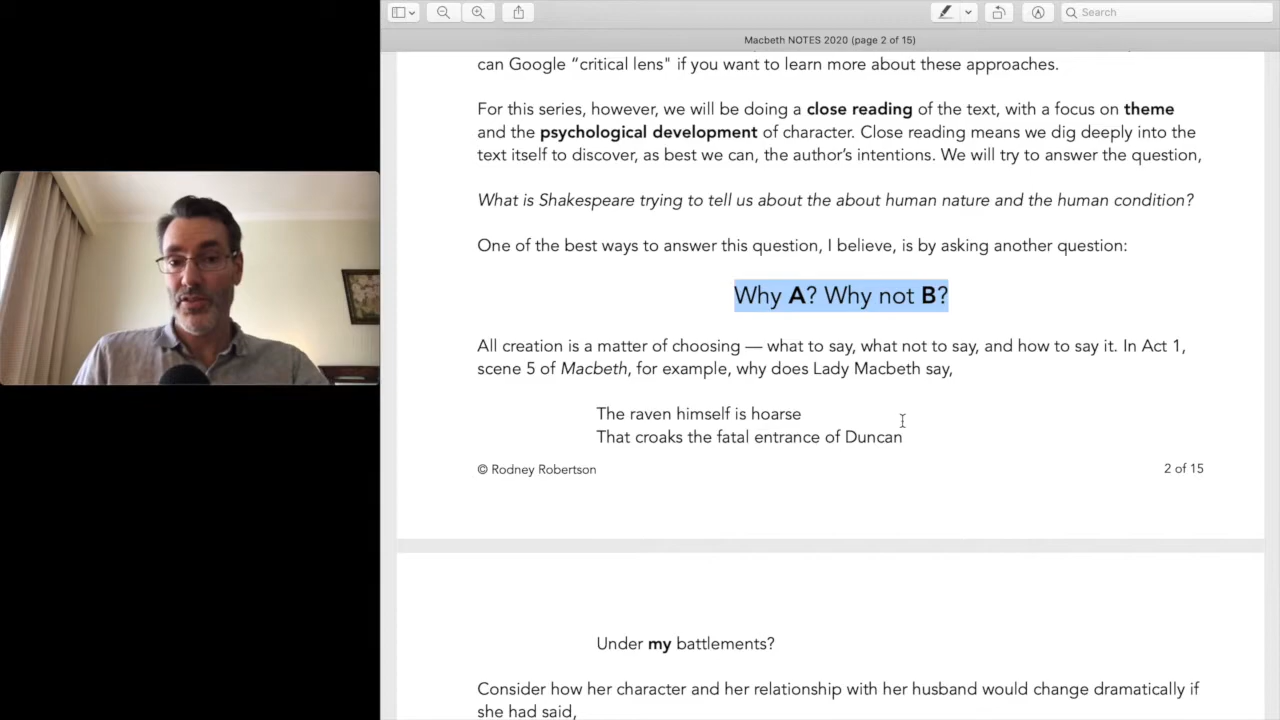 Search
Macbeth NOTES 2020 (page 2 of 15)
can Google “critical lens" if you want to learn more about these approaches.
For this series, however, we will be doing a close reading of the text, with a focus on theme
and the psychological development of character. Close reading means we dig deeply into the
text itself to discover, as best we can, the author’s intentions. We will try to answer the question,
What is Shakespeare trying to tell us about the about human nature and the human condition?
One of the best ways to answer this question, I believe, is by asking another question:
Why A? Why not B?
All creation is a matter of choosing — what to say, what not to say, and how to say it. In Act 1,
scene 5 of Macbeth, for example, why does Lady Macbeth say,
The raven himself is hoarse
That croaks the fatal entrance of Duncan
© Rodney Robertson
2 of 15
Under my battlements?
Consider how her character and her relationship with her husband would change dramatically if
she had said,